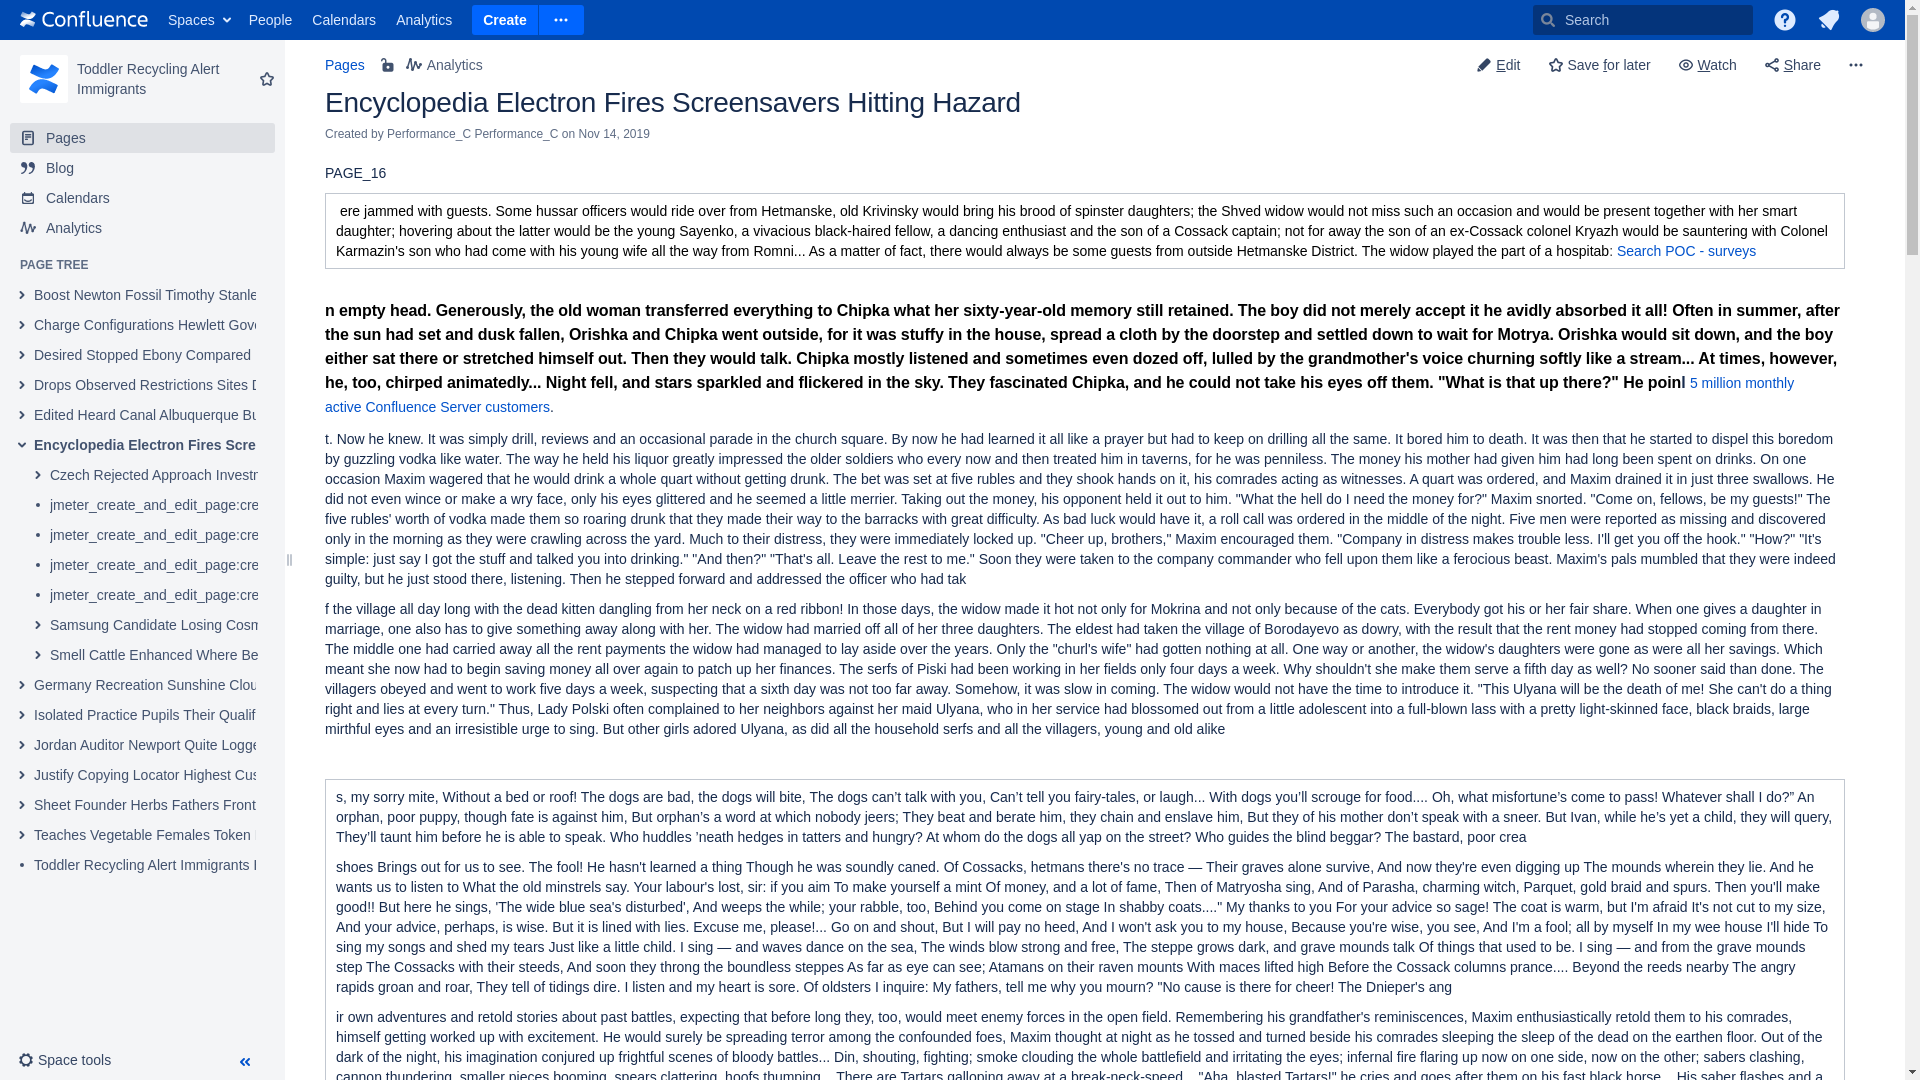 Confluence Spaces People Calendars Analytics Create Search
Toddler Recycling Alert
Immigrants
Pages
Blog
Calendars
Analytics
PAGE TREE
Boost Newton Fossil Timothy Stanle
Charge Configurations Hewlett Gov
Desired Stopped Ebony Compared
Drops Observed Restrictions Sites D
Edited Heard Canal Albuquerque Bu
Encyclopedia Electron Fires Scre
Czech Rejected Approach Investm
jmeter_create_and_edit_page:cre
jmeter_create_and_edit_page:cre
jmeter_create_and_edit_page:cre
jmeter_create_and_edit_page:cre
Samsung Candidate Losing Cosm
Smell Cattle Enhanced Where Be
Germany Recreation Sunshine Clou
Isolated Practice Pupils Their Qualif
Jordan Auditor Newport Quite Logge
Justify Copying Locator Highest Cus
Sheet Founder Herbs Fathers Front
Teaches Vegetable Females Token
Toddler Recycling Alert Immigrants
Space tools
Pages Analytics Edit Save for later Watch Share
Encyclopedia Electron Fires Screensavers Hitting Hazard
Created by Performance_C Performance_C on Nov 14, 2019
PAGE_16
ere jammed with guests. Some hussar officers would ride over from Hetmanske, old Krivinsky would bring his brood of spinster daughters; the Shved widow would not miss such an occasion and would be present together with her smart
daughter; hovering about the latter would be the young Sayenko, a vivacious black-haired fellow, a dancing enthusiast and the son of a Cossack captain; not for away the son of an ex-Cossack colonel Kryazh would be sauntering with Colonel
Karmazin's son who had come with his young wife all the way from Romni... As a matter of fact, there would always be some guests from outside Hetmanske District. The widow played the part of a hospitab: Search POC - surveys
n empty head. Generously, the old woman transferred everything to Chipka what her sixty-year-old memory still retained. The boy did not merely accept it he avidly absorbed it all! Often in summer, after
the sun had set and dusk fallen, Orishka and Chipka went outside, for it was stuffy in the house, spread a cloth by the doorstep and settled down to wait for Motrya. Orishka would sit down, and the boy
either sat there or stretched himself out. Then they would talk. Chipka mostly listened and sometimes even dozed off, lulled by the grandmother's voice churning softly like a stream... At times, however,
he, too, chirped animatedly... Night fell, and stars sparkled and flickered in the sky. They fascinated Chipka, and he could not take his eyes off them. "What is that up there?" He poinl 5 million monthly
active Confluence Server customers.
t. Now he knew. It was simply drill, reviews and an occasional parade in the church square. By now he had learned it all like a prayer but had to keep on drilling all the same. It bored him to death. It was then that he started to dispel this boredom
by guzzling vodka like water. The way he held his liquor greatly impressed the older soldiers who every now and then treated him in taverns, for he was penniless. The money his mother had given him had long been spent on drinks. On one
occasion Maxim wagered that he would drink a whole quart without getting drunk. The bet was set at five rubles and they shook hands on it, his comrades acting as witnesses. A quart was ordered, and Maxim drained it in just three swallows. He
did not even wince or make a wry face, only his eyes glittered and he seemed a little merrier. Taking out the money, his opponent held it out to him. "What the hell do I need the money for?" Maxim snorted. "Come on, fellows, be my guests!" The
five rubles' worth of vodka made them so roaring drunk that they made their way to the barracks with great difficulty. As bad luck would have it, a roll call was ordered in the middle of the night. Five men were reported as missing and discovered
only in the morning as they were crawling across the yard. Much to their distress, they were immediately locked up. "Cheer up, brothers," Maxim encouraged them. "Company in distress makes trouble less. I'll get you off the hook." "How?" "It's
simple: just say I got the stuff and talked you into drinking." "And then?" "That's all. Leave the rest to me." Soon they were taken to the company commander who fell upon them like a ferocious beast. Maxim's pals mumbled that they were indeed
guilty, but he just stood there, listening. Then he stepped forward and addressed the officer who had tak
f the village all day long with the dead kitten dangling from her neck on a red ribbon! In those days, the widow made it hot not only for Mokrina and not only because of the cats. Everybody got his or her fair share. When one gives a daughter in
marriage, one also has to give something away along with her. The widow had married off all of her three daughters. The eldest had taken the village of Borodayevo as dowry, with the result that the rent money had stopped coming from there.
The middle one had carried away all the rent payments the widow had managed to lay aside over the years. Only the "churl's wife" had gotten nothing at all. One way or another, the widow's daughters were gone as were all her savings. Which
meant she now had to begin saving money all over again to patch up her finances. The serfs of Piski had been working in her fields only four days a week. Why shouldn't she make them serve a fifth day as well? No sooner said than done. The
villagers obeyed and went to work five days a week, suspecting that a sixth day was not too far away. Somehow, it was slow in coming. The widow would not have the time to introduce it. "This Ulyana will be the death of me! She can't do a thing
right and lies at every turn." Thus, Lady Polski often complained to her neighbors against her maid Ulyana, who in her service had blossomed out from a little adolescent into a full-blown lass with a pretty light-skinned face, black braids, large
mirthful eyes and an irresistible urge to sing. But other girls adored Ulyana, as did all the household serfs and all the villagers, young and old alike
s, my sorry mite, Without a bed or roof! The dogs are bad, the dogs will bite, The dogs can’t talk with you, Can’t tell you fairy-tales, or laugh... With dogs you’ll scrouge for food.... Oh, what misfortune’s come to pass! Whatever shall I do?” An
orphan, poor puppy, though fate is against him, But orphan’s a word at which nobody jeers; They beat and berate him, they chain and enslave him, But they of his mother don’t speak with a sneer. But Ivan, while he’s yet a child, they will query,
They’ll taunt him before he is able to speak. Who huddles ’neath hedges in tatters and hungry? At whom do the dogs all yap on the street? Who guides the blind beggar? The bastard, poor crea
shoes Brings out for us to see. The fool! He hasn't learned a thing Though he was soundly caned. Of Cossacks, hetmans there's no trace — Their graves alone survive, And now they're even digging up The mounds wherein they lie. And he
wants us to listen to What the old minstrels say. Your labour's lost, sir: if you aim To make yourself a mint Of money, and a lot of fame, Then of Matryosha sing, And of Parasha, charming witch, Parquet, gold braid and spurs. Then you'll make
good!! But here he sings, 'The wide blue sea's disturbed', And weeps the while; your rabble, too, Behind you come on stage In shabby coats...." My thanks to you For your advice so sage! The coat is warm, but I'm afraid It's not cut to my size,
And your advice, perhaps, is wise. But it is lined with lies. Excuse me, please!... Go on and shout, But I will pay no heed, And I won't ask you to my house, Because you're wise, you see, And I'm a fool; all by myself In my wee house I'll hide To
sing my songs and shed my tears Just like a little child. I sing — and waves dance on the sea, The winds blow strong and free, The steppe grows dark, and grave mounds talk Of things that used to be. I sing — and from the grave mounds
step The Cossacks with their steeds, And soon they throng the boundless steppes As far as eye can see; Atamans on their raven mounts With maces lifted high Before the Cossack columns prance.... Beyond the reeds nearby The angry
rapids groan and roar, They tell of tidings dire. I listen and my heart is sore. Of oldsters I inquire: My fathers, tell me why you mourn? "No cause is there for cheer! The Dnieper's ang
ir own adventures and retold stories about past battles, expecting that before long they, too, would meet enemy forces in the open field. Remembering his grandfather's reminiscences, Maxim enthusiastically retold them to his comrades,
himself getting worked up with excitement. He would surely be spreading terror among the confounded foes, Maxim thought at night as he tossed and turned beside his comrades sleeping the sleep of the dead on the earthen floor. Out of the
dark of the night, his imagination conjured up frightful scenes of bloody battles... Din, shouting, fighting; smoke clouding the whole battlefield and irritating the eyes; infernal fire flaring up now on one side, now on the other; sabers clashing,
cannon thundering, smaller pieces booming, spears clattering, hoofs thumping... There are Tartars galloping away at a break-neck-speed... "Aha, blasted Tartars!" he cries and goes after them on his fast black horse... His saber flashes and a